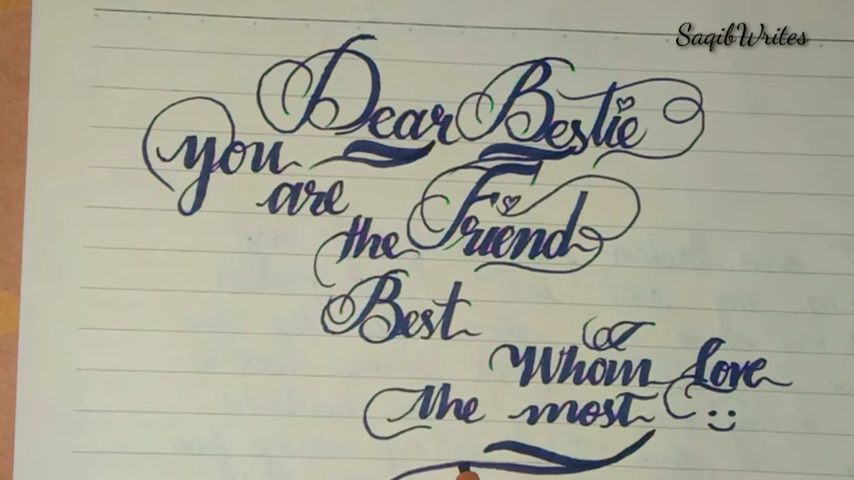 SaqibWrites
Dear Bestie
you
are
the Friend
Best
I
Whom Love
the most